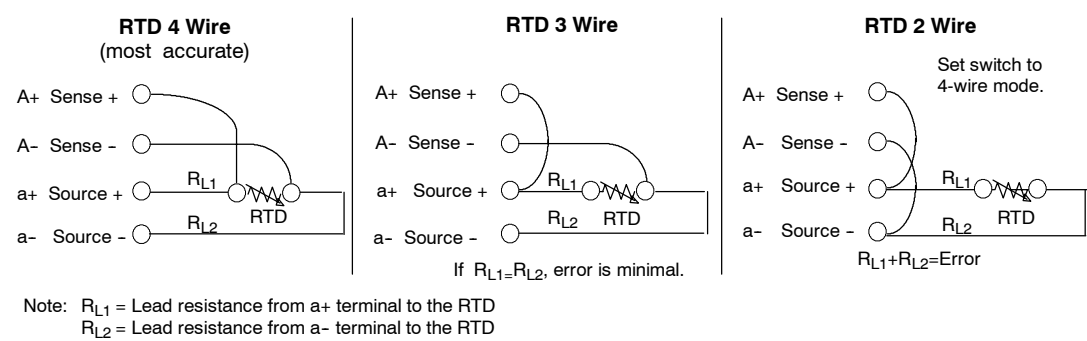 RTD 4 Wire
(most accurate)
A+ Sense +
A- Sense -
a+ Source +
RL1
RTD
a- Source -
RL2
RTD 3 Wire
A+ Sense +
A- Sense -
a+ Source +
RL1
RTD
a- Source -
RL2
If RL1=RL2, error is minimal.
RTD 2 Wire
Set switch to
4-wire mode.
A+ Sense +
A- Sense -
a+ Source +
RL1
RTD
a- Source -
RL2
RL1+RL2=Error
Note: RL1 = Lead resistance from a+ terminal to the RTD
RL2 = Lead resistance from a- terminal to the RTD